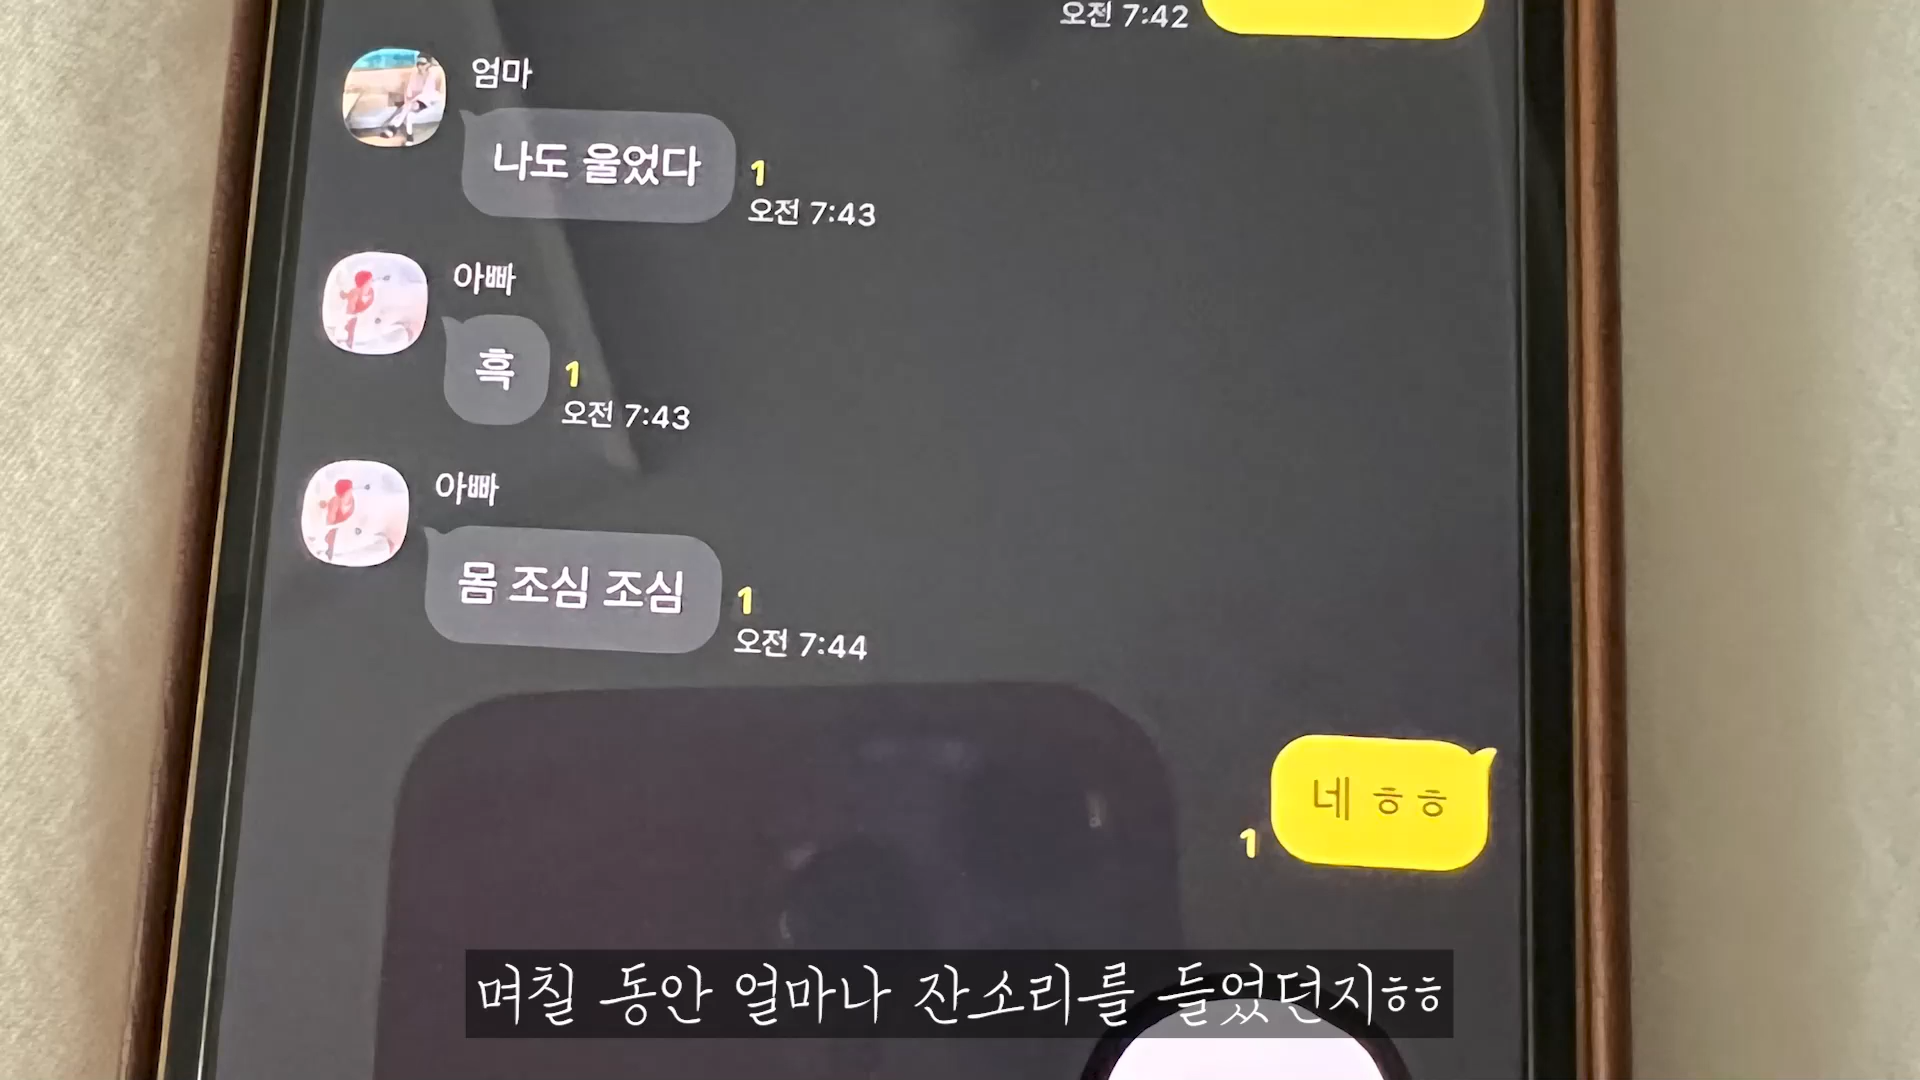 오전 7:42
엄마
나도 울었다
1
오전 7:43
아빠
흑
1
오전 7:43
아빠
몸 조심 조심
1
오전 7:44
네 ㅎㅎ
1
며칠 동안 얼마나 잔소리를 들었던지ㅎㅎ